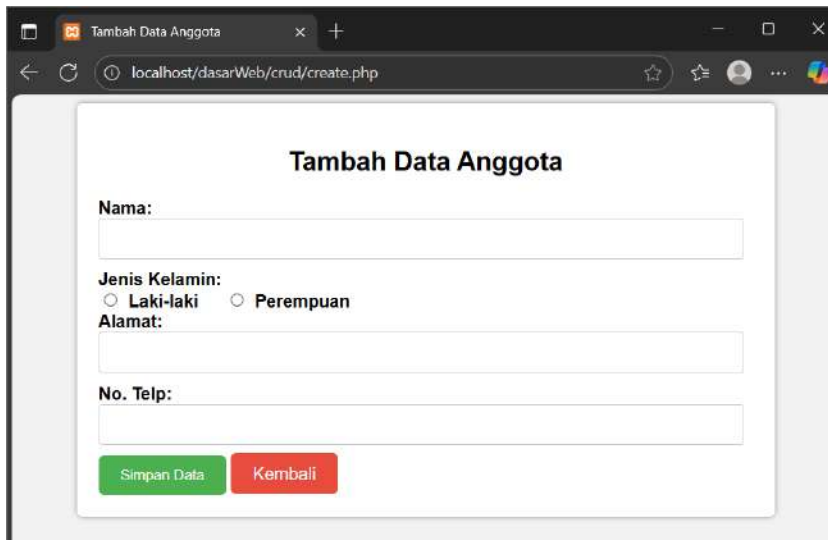 Tambah Data Anggota
localhost/dasarWeb/crud/create.php
Tambah Data Anggota
Nama:
Jenis Kelamin:
Laki-laki Perempuan
Alamat:
No. Telp:
Simpan Data Kembali